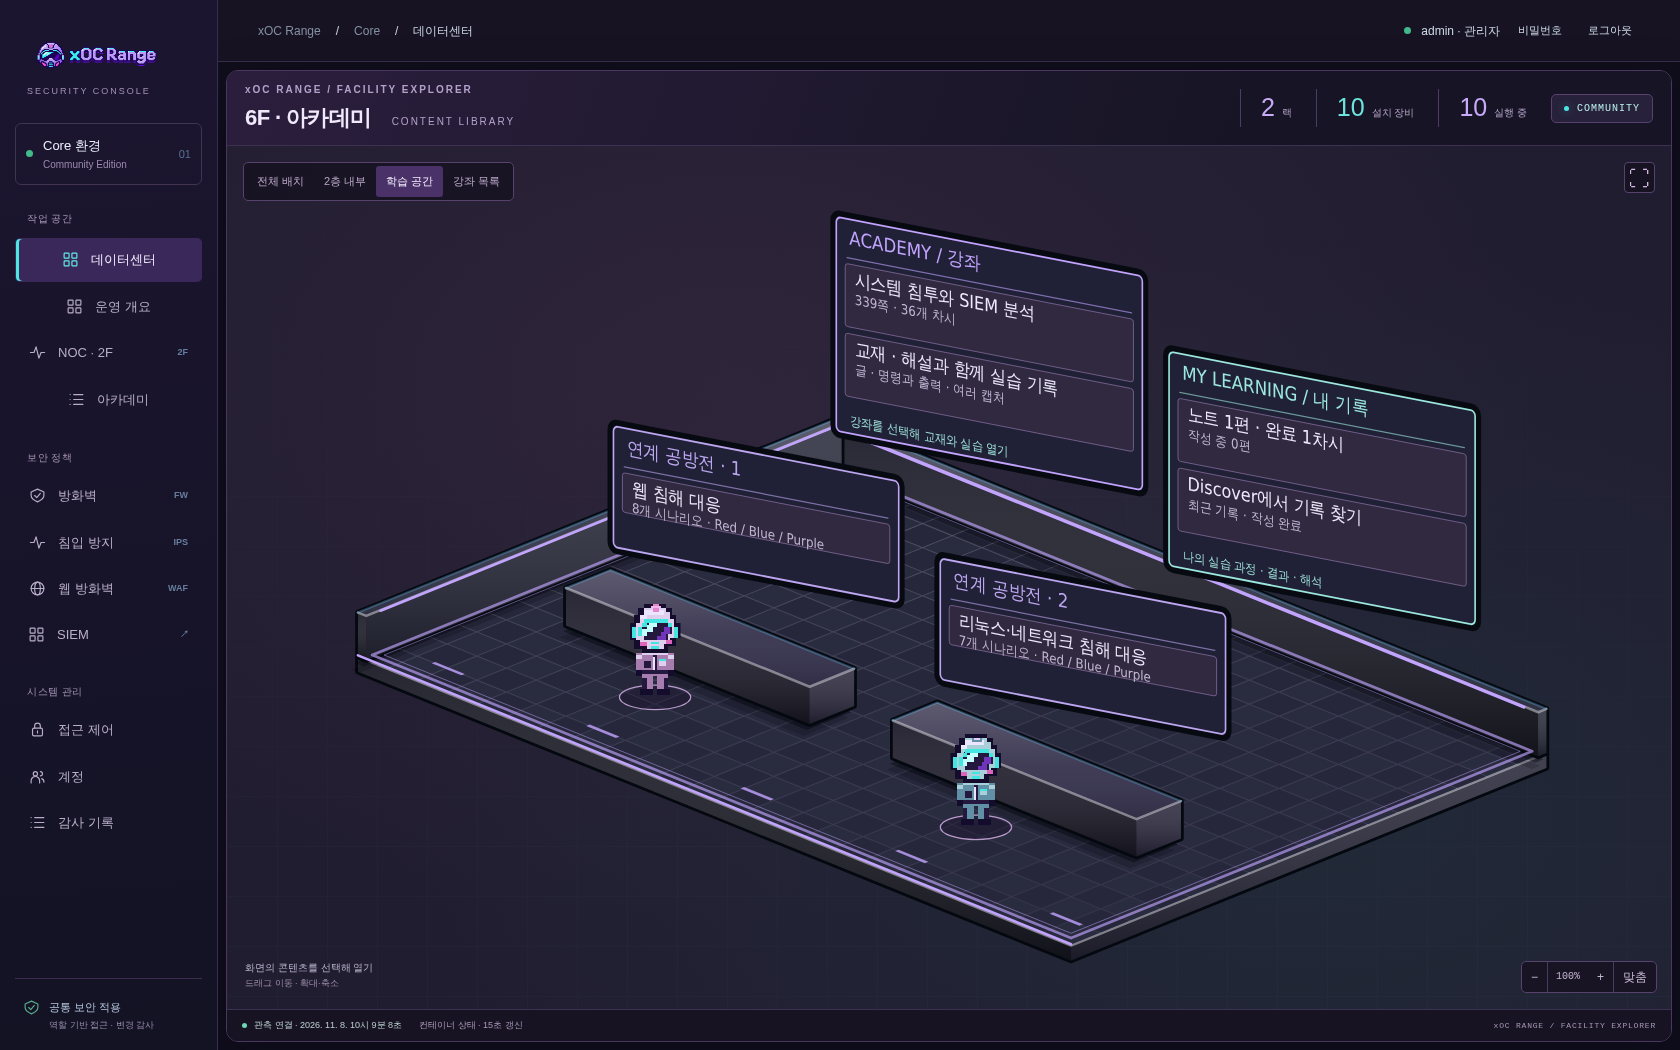 xOC Range
SECURITY CONSOLE
Core 환경
Community Edition
01
작업 공간
데이터센터
운영 개요
NOC · 2F
2F
아카데미
보안 정책
방화벽
FW
침입 방지
IPS
웹 방화벽
WAF
SIEM
↗
시스템 관리
접근 제어
계정
감사 기록
공통 보안 적용
역할 기반 접근 · 변경 감사
xOC Range / Core / 데이터센터
admin · 관리자
비밀번호
로그아웃
xOC RANGE / FACILITY EXPLORER
6F · 아카데미
CONTENT LIBRARY
2 랙
10 설치 장비
10 실행 중
COMMUNITY
전체 배치
2층 내부
학습 공간
강좌 목록
ACADEMY / 강좌
시스템 침투와 SIEM 분석
339쪽 · 36개 차시
교재 · 해설과 함께 실습 기록
글 · 명령과 출력 · 여러 캡처
강좌를 선택해 교재와 실습 열기
MY LEARNING / 내 기록
노트 1편 · 완료 1차시
작성 중 0편
Discover에서 기록 찾기
최근 기록 · 작성 완료
나의 실습 과정 · 결과 · 해석
연계 공방전 · 1
웹 침해 대응
8개 시나리오 · Red / Blue / Purple
연계 공방전 · 2
리눅스·네트워크 침해 대응
7개 시나리오 · Red / Blue / Purple
화면의 콘텐츠를 선택해 열기
드래그 이동 · 확대·축소
− 100% + 맞춤
관측 연결 · 2026. 11. 8. 10시 9분 8초
컨테이너 상태 · 15초 갱신
xOC RANGE / FACILITY EXPLORER